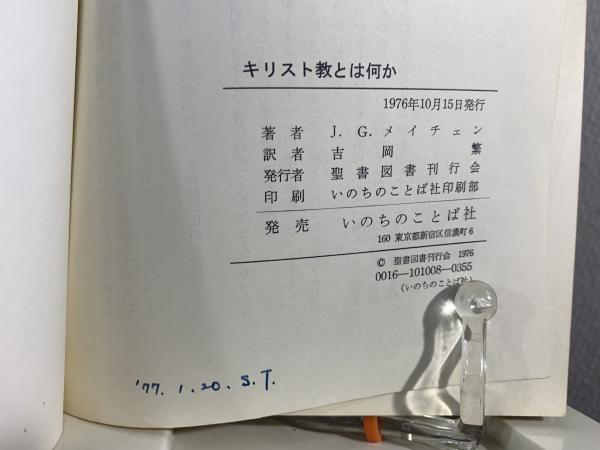 キリスト教とは何か
1976年10月15日発行
著者 J. G. メイチェン
訳者 吉岡 繁
発行者 聖書図書刊行会
印刷 いのちのことば社印刷部
発売 いのちのことば社
160 東京都新宿区信濃町6
© 聖書図書刊行会 1976
0016—101008—0355
(いのちのことば社)
'77. 1. 20. S. T.